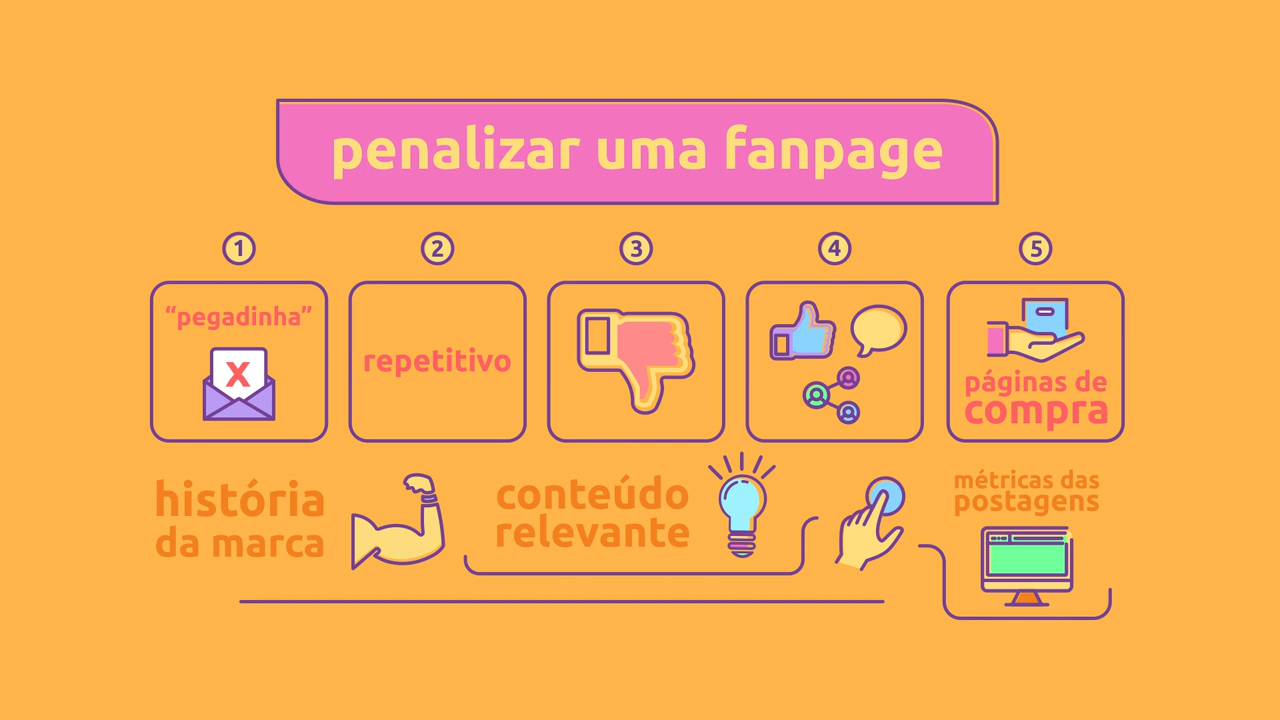 penalizar uma fanpage
1
2
3
4
5
“pegadinha”
X
repetitivo
páginas de
compra
história
da marca
conteúdo
relevante
métricas das
postagens